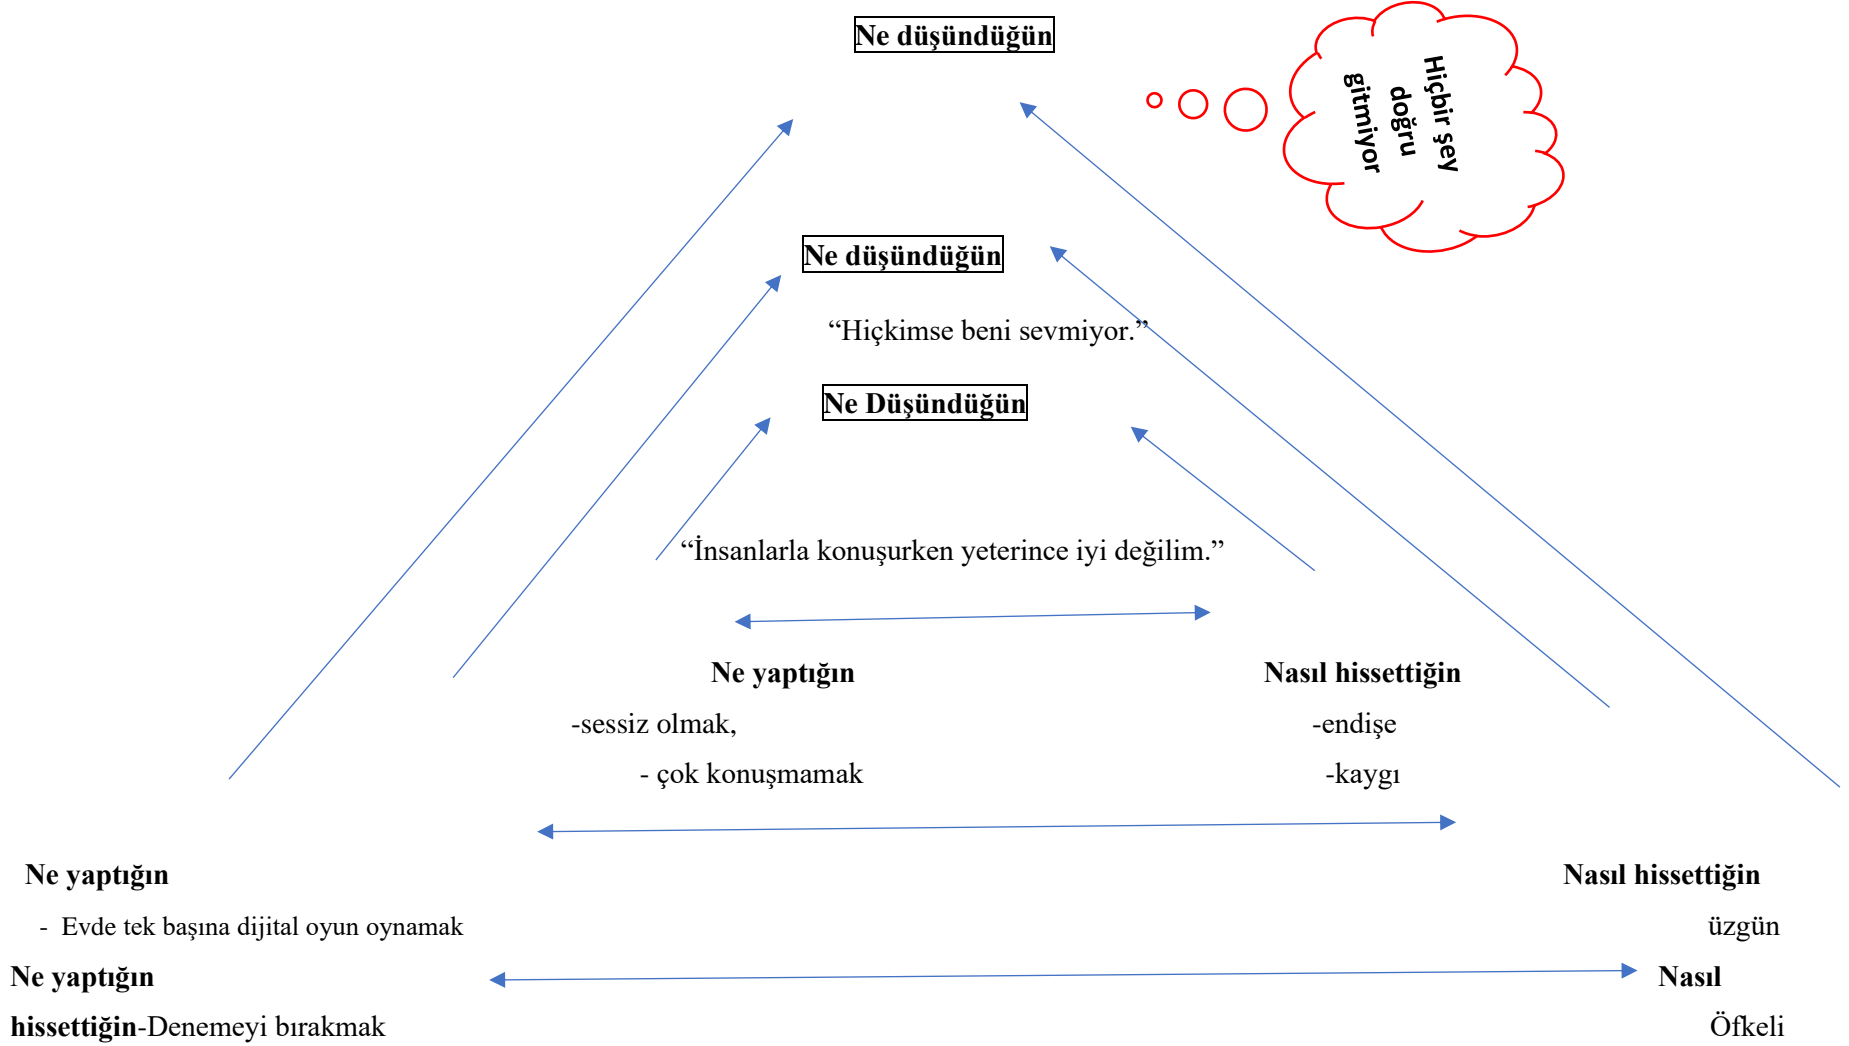 Ne düşündüğün
Hiçbir şey
doğru
gitmiyor
Ne düşündüğün
“Hiçkimse beni sevmiyor.”
Ne Düşündüğün
“İnsanlarla konuşurken yeterince iyi değilim.”
Ne yaptığın Nasıl hissettiğin
-sessiz olmak, -endişe
- çok konuşmamak -kaygı
Ne yaptığın Nasıl hissettiğin
- Evde tek başına dijital oyun oynamak üzgün
Ne yaptığın Nasıl
hissettiğin-Denemeyi bırakmak Öfkeli